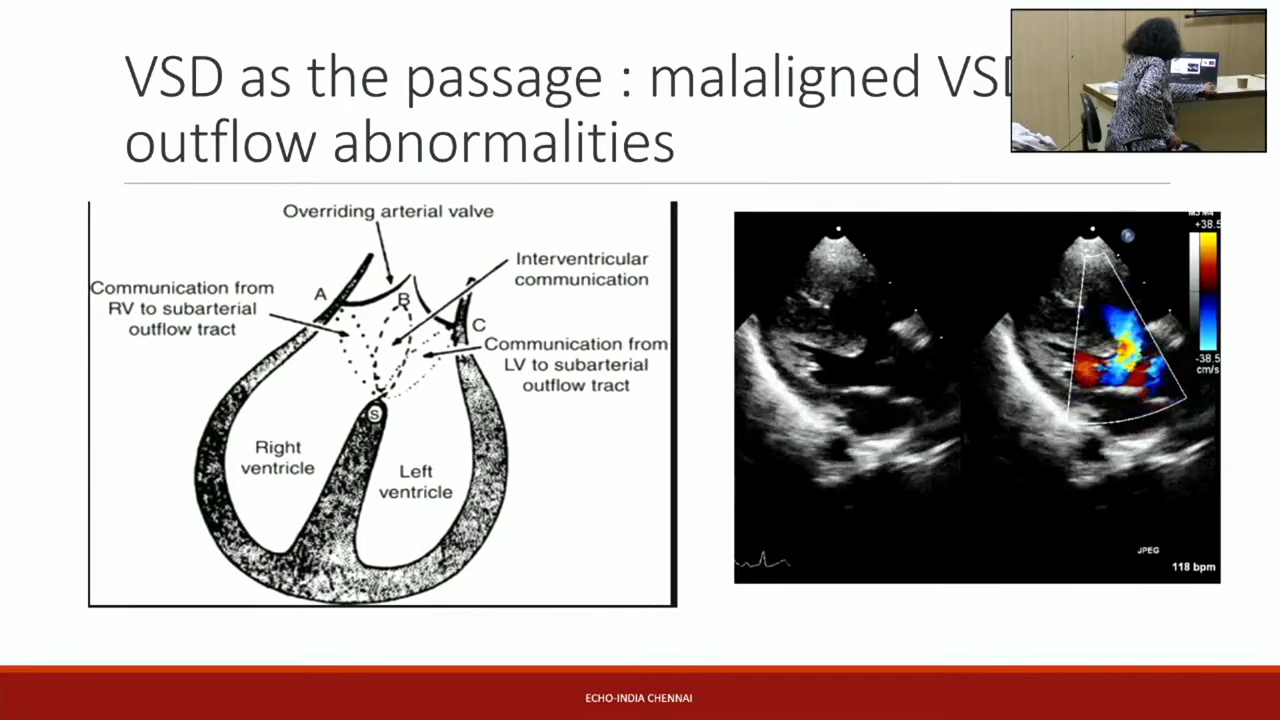 VSD as the passage : malaligned VSD
outflow abnormalities
Overriding arterial valve
Interventricular
communication
Communication from
RV to subarterial
outflow tract
A
B
C
Communication from
LV to subarterial
outflow tract
S
Right
ventricle
Left
ventricle
+38.5
-38.5
cm/s
P
JPEG
118 bpm
ECHO-INDIA CHENNAI